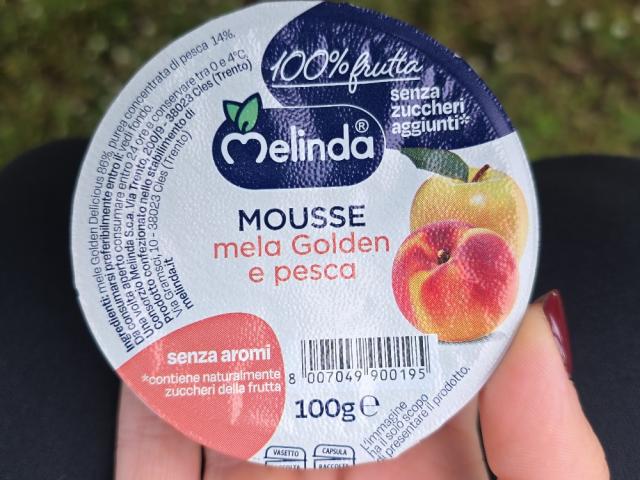 100% frutta
senza
zuccheri
aggiunti*
Melinda®
MOUSSE
mela Golden
e pesca
Ingredienti: mele Golden Delicious 86%, purea concentrata di pesca 14%.
Da consumarsi preferibilmente entro il: vedi fondo.
Una volta aperto consumare entro 24 ore e conservare tra 0 e 4°C.
Consorzio Melinda S.c.a. Via Trento, 200/9 - 38023 Cles (Trento)
Prodotto e confezionato nello stabilimento di
Via Gramsci, 10 - 38023 Cles (Trento)
melinda.it
senza aromi
*contiene naturalmente
zuccheri della frutta
8 007049 900195
100g e
L'immagine
ha il solo scopo
di presentare il prodotto.
VASETTO
CAPSULA
RACCOLTA